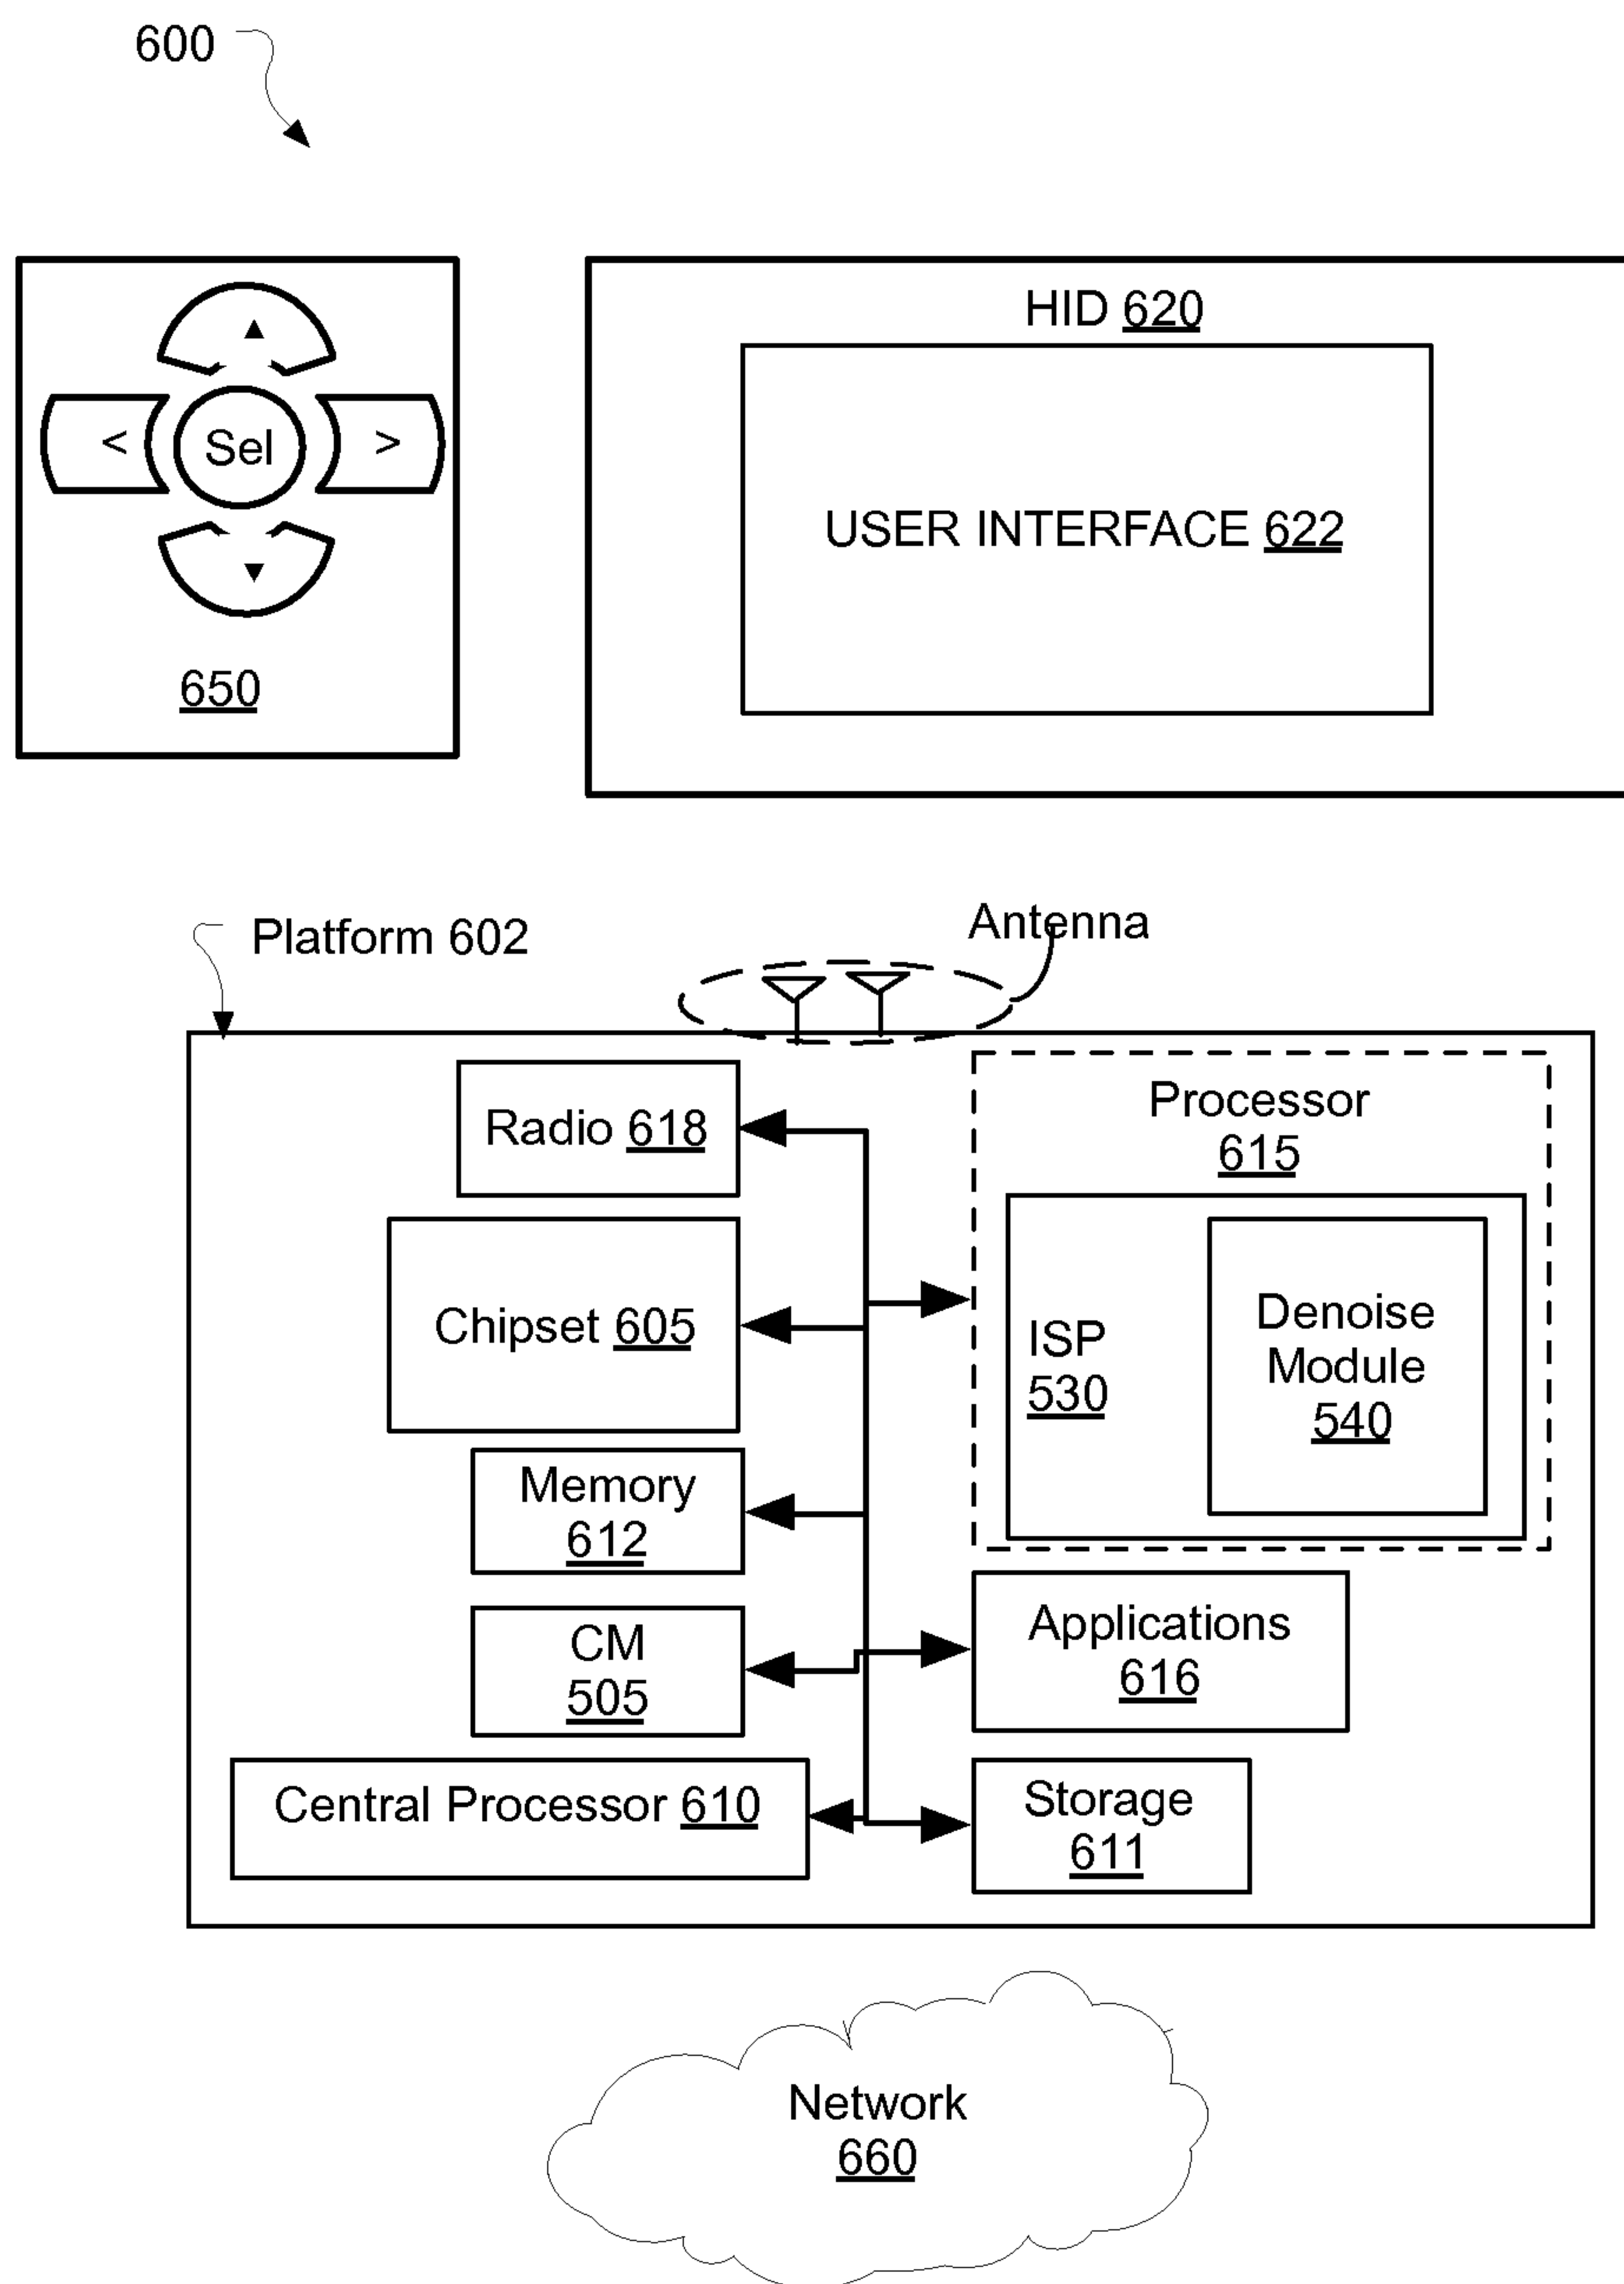 600
HID 620
▲
< Sel >
▼
USER INTERFACE 622
650
Platform 602
Antenna
Radio 618
Processor
615
Chipset 605
ISP
530
Denoise
Module
540
Memory
612
CM
505
Applications
616
Central Processor 610
Storage
611
Network
660